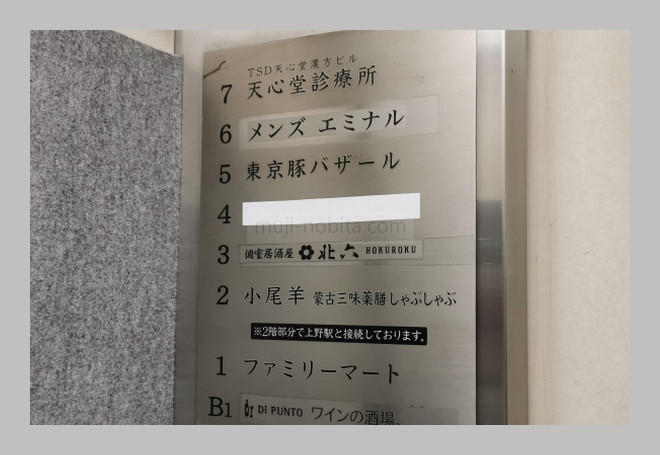 TSD天心堂漢方ビル
7 天心堂診療所
6 メンズ エミナル
5 東京豚バザール
4
muji-nobita.com
3 個室居酒屋 北六 HOKUROKU
2 小尾羊 蒙古三味薬膳しゃぶしゃぶ
※2階部分で上野駅と接続しております。
1 ファミリーマート
B1 DI PUNTO ワインの酒場。